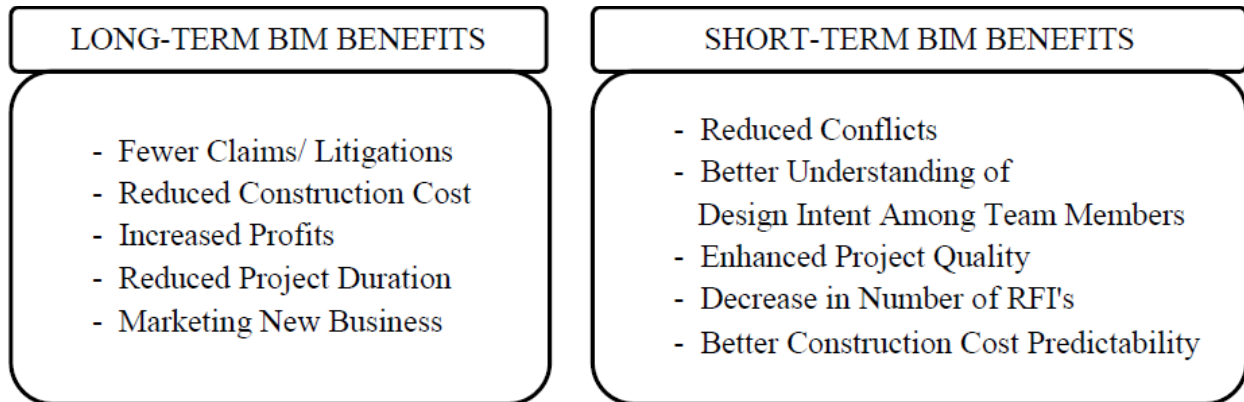 LONG-TERM BIM BENEFITS
- Fewer Claims/ Litigations
- Reduced Construction Cost
- Increased Profits
- Reduced Project Duration
- Marketing New Business
SHORT-TERM BIM BENEFITS
- Reduced Conflicts
- Better Understanding of
Design Intent Among Team Members
- Enhanced Project Quality
- Decrease in Number of RFI's
- Better Construction Cost Predictability